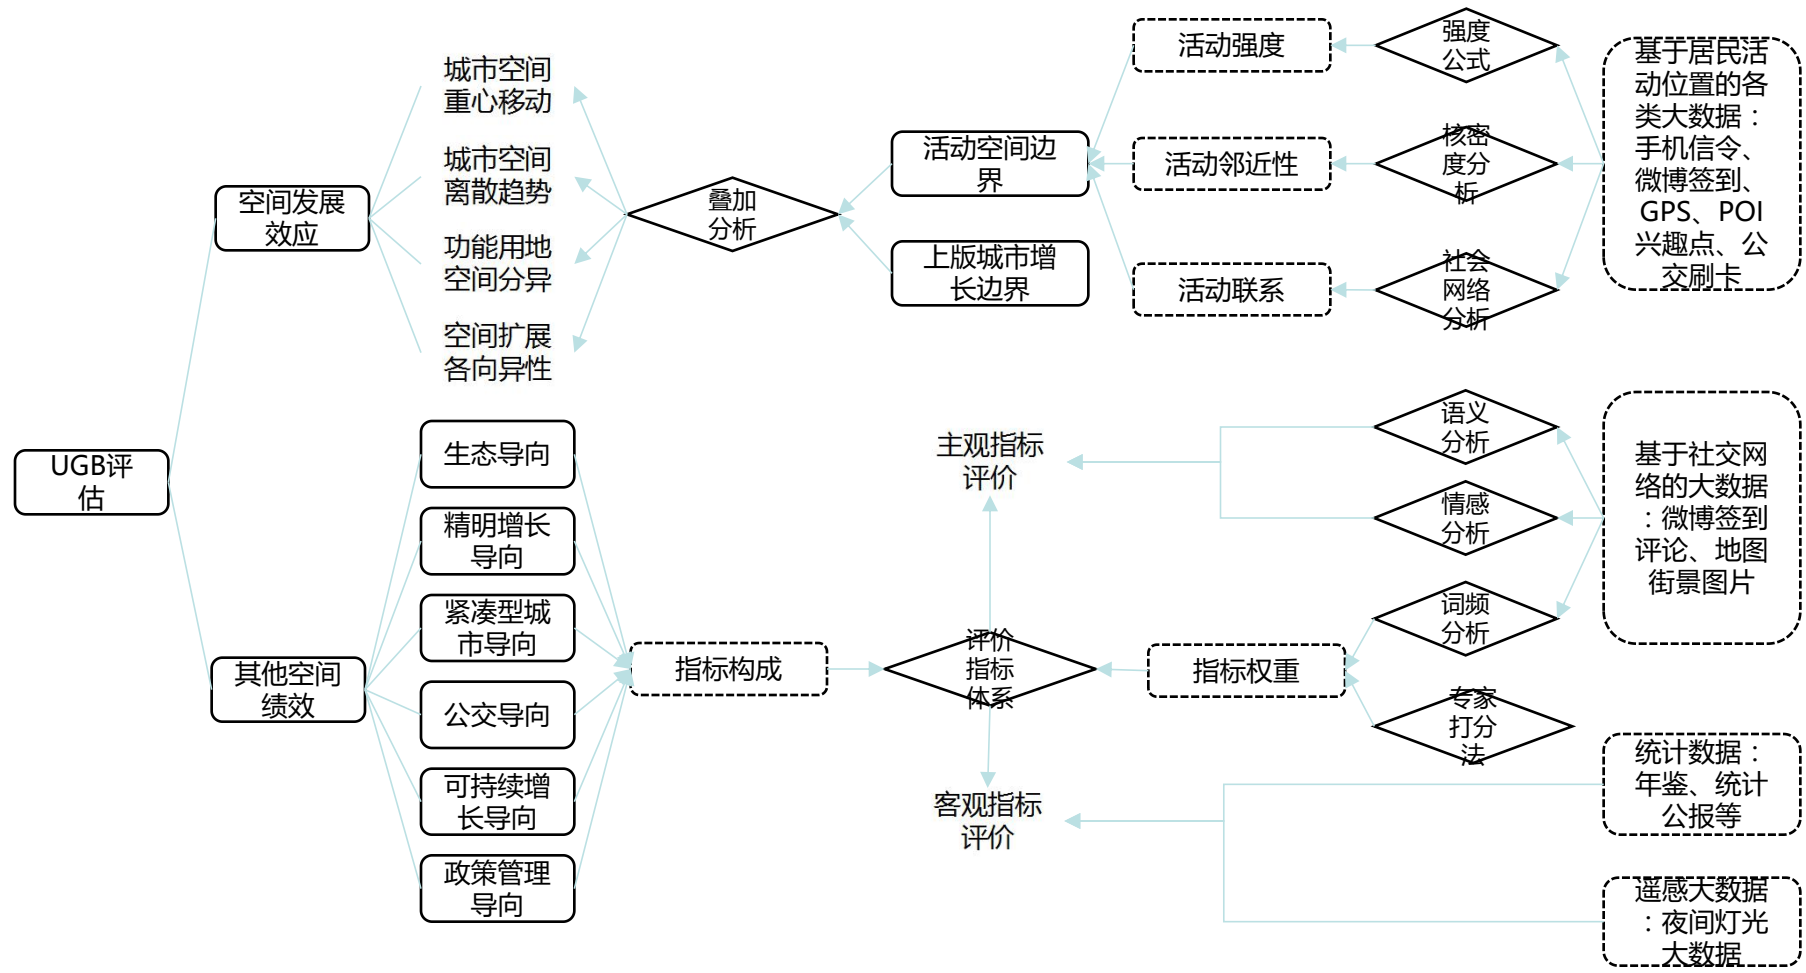 UGB评
估
空间发展
效应
其他空间
绩效
城市空间
重心移动
城市空间
离散趋势
功能用地
空间分异
空间扩展
各向异性
生态导向
精明增长
导向
紧凑型城
市导向
公交导向
可持续增
长导向
政策管理
导向
叠加
分析
指标构成
活动空间边
界
上版城市增
长边界
主观指标
评价
评价
指标
体系
客观指标
评价
活动强度
活动邻近性
活动联系
指标权重
强度
公式
核密
度分
析
社会
网络
分析
语义
分析
情感
分析
词频
分析
专家
打分
法
基于居民活
动位置的各
类大数据：
手机信令、
微博签到、
GPS、POI
兴趣点、公
交刷卡
基于社交网
络的大数据
：微博签到
评论、地图
街景图片
统计数据：
年鉴、统计
公报等
遥感大数据
：夜间灯光
大数据